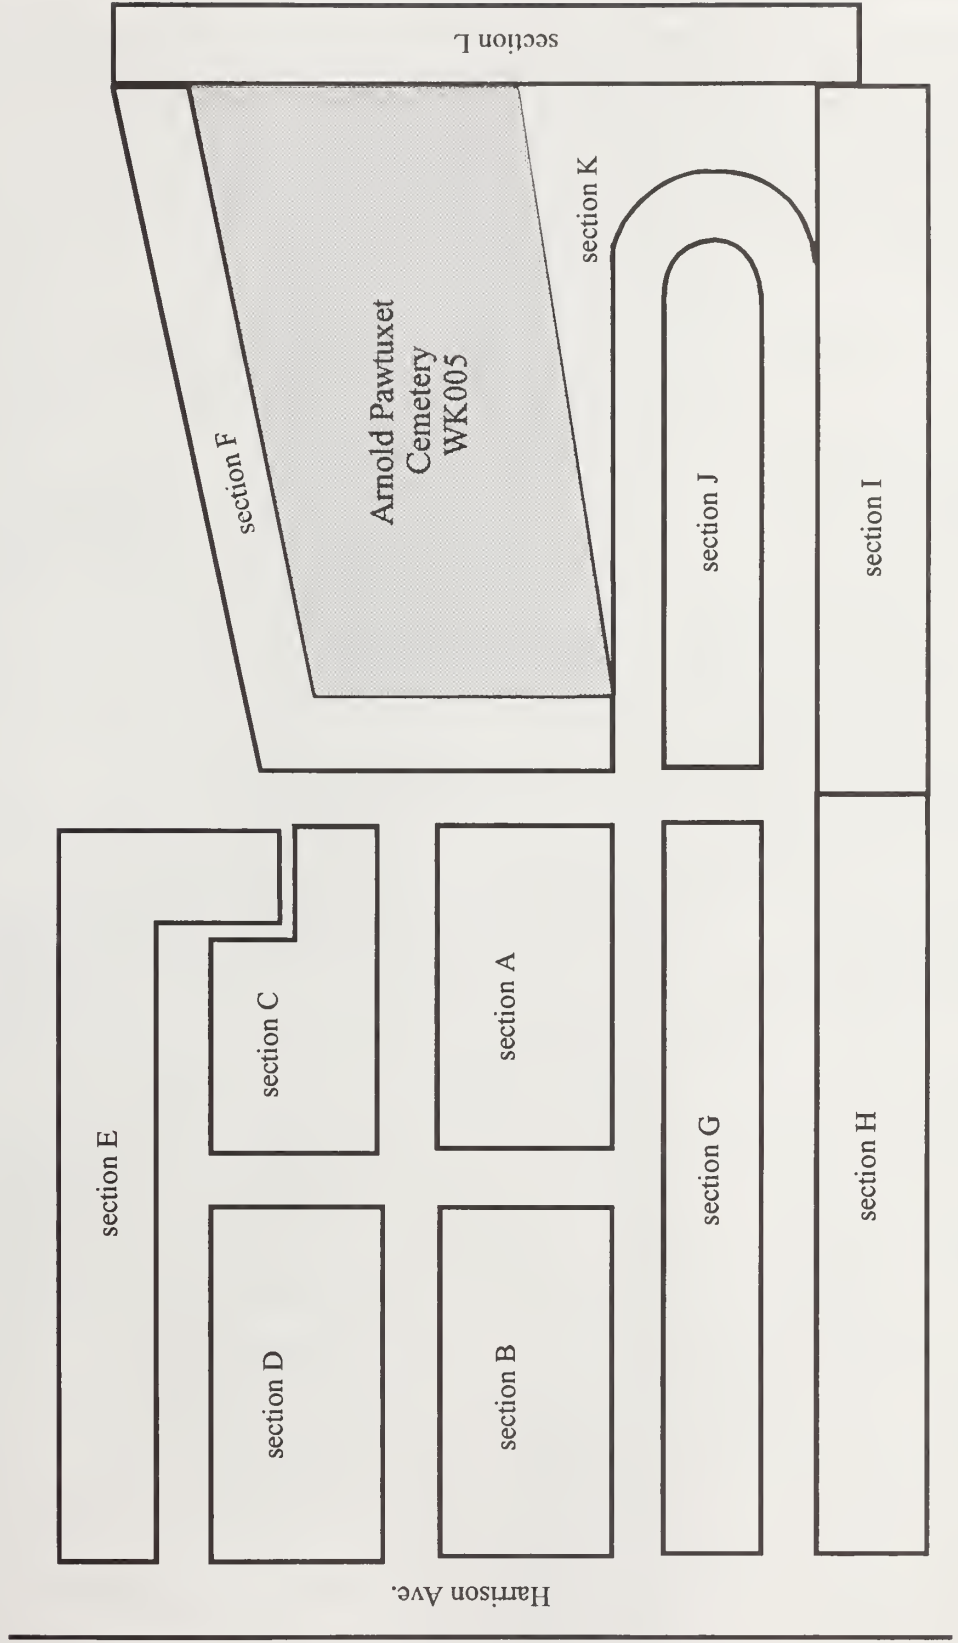 section L
section F
Arnold Pawtuxet
Cemetery
WK005
section K
section J
section I
section E
section C
section A
section G
section H
section D
section B
Harrison Ave.